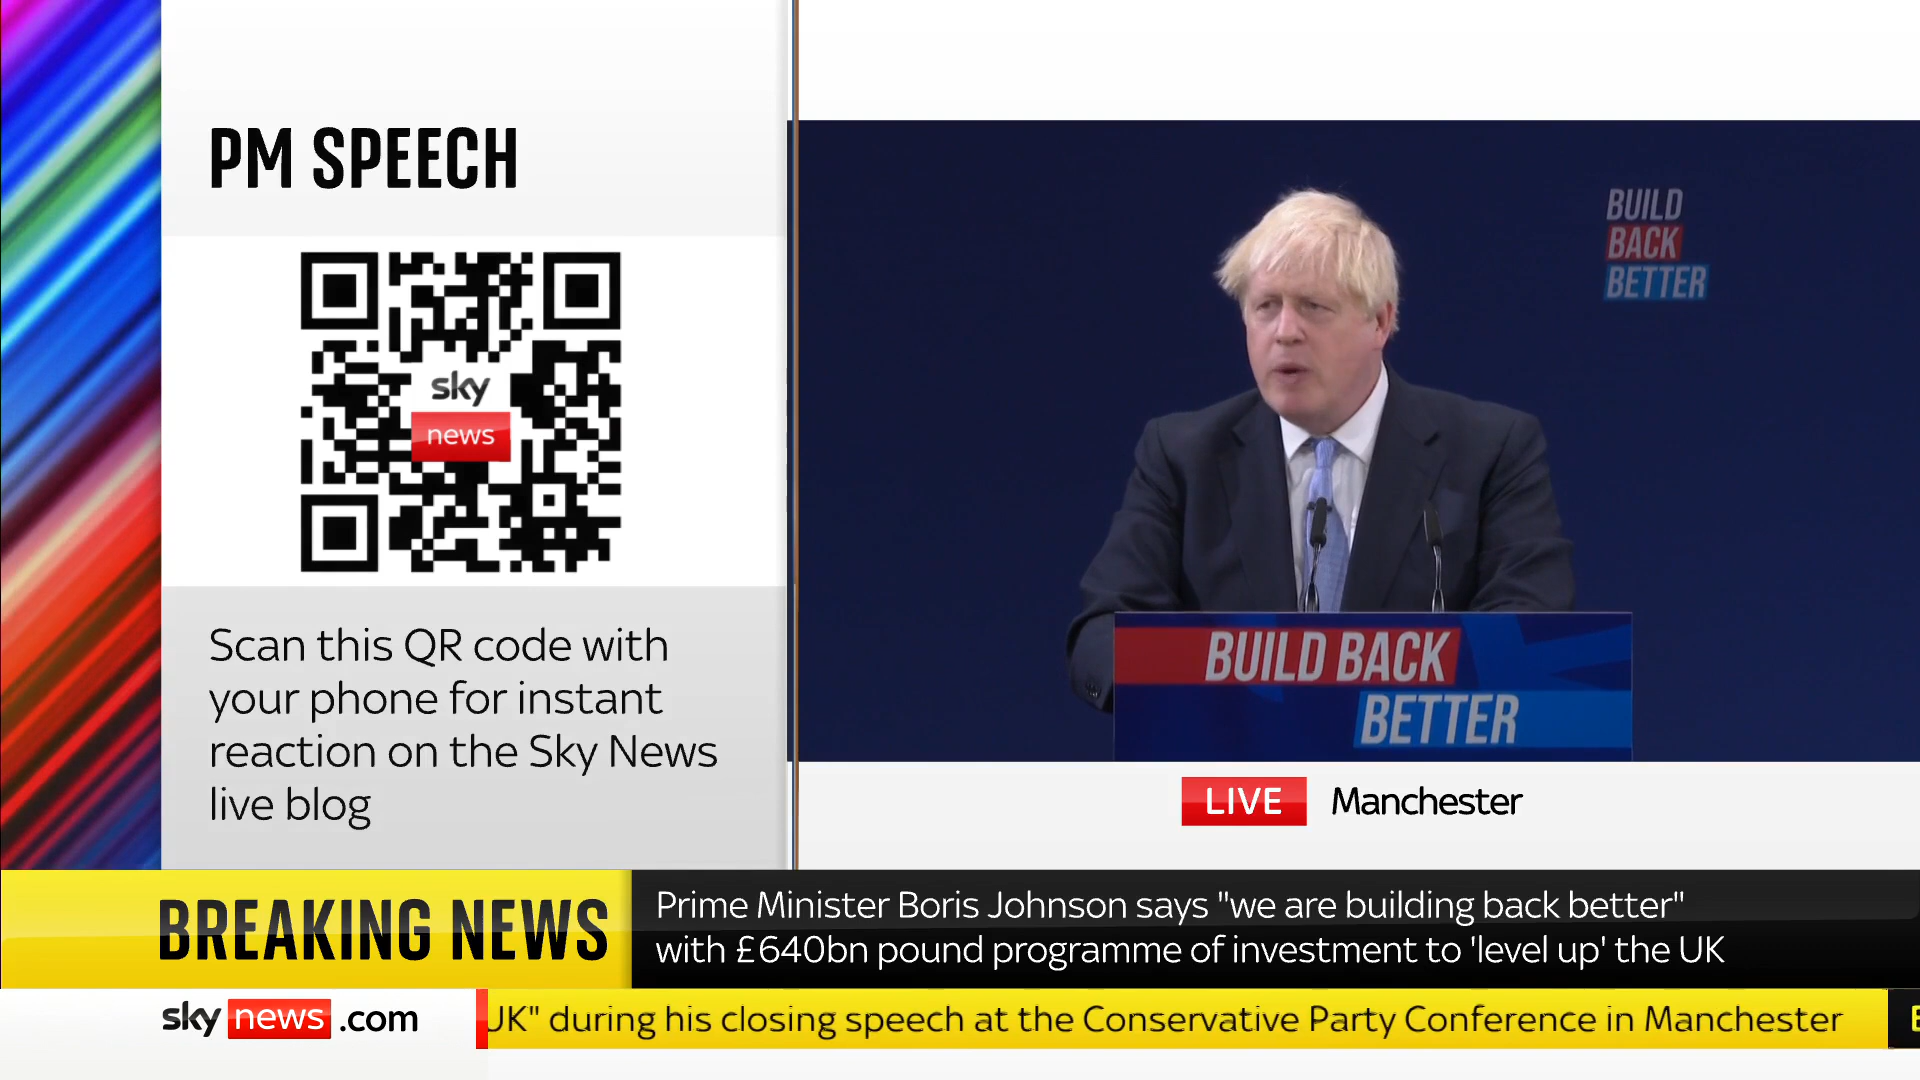 PM SPEECH
sky
news
Scan this QR code with
your phone for instant
reaction on the Sky News
live blog
BUILD
BACK
BETTER
BUILD BACK
BETTER
LIVE Manchester
BREAKING NEWS
Prime Minister Boris Johnson says "we are building back better"
with £640bn pound programme of investment to 'level up' the UK
sky news .com
UK" during his closing speech at the Conservative Party Conference in Manchester